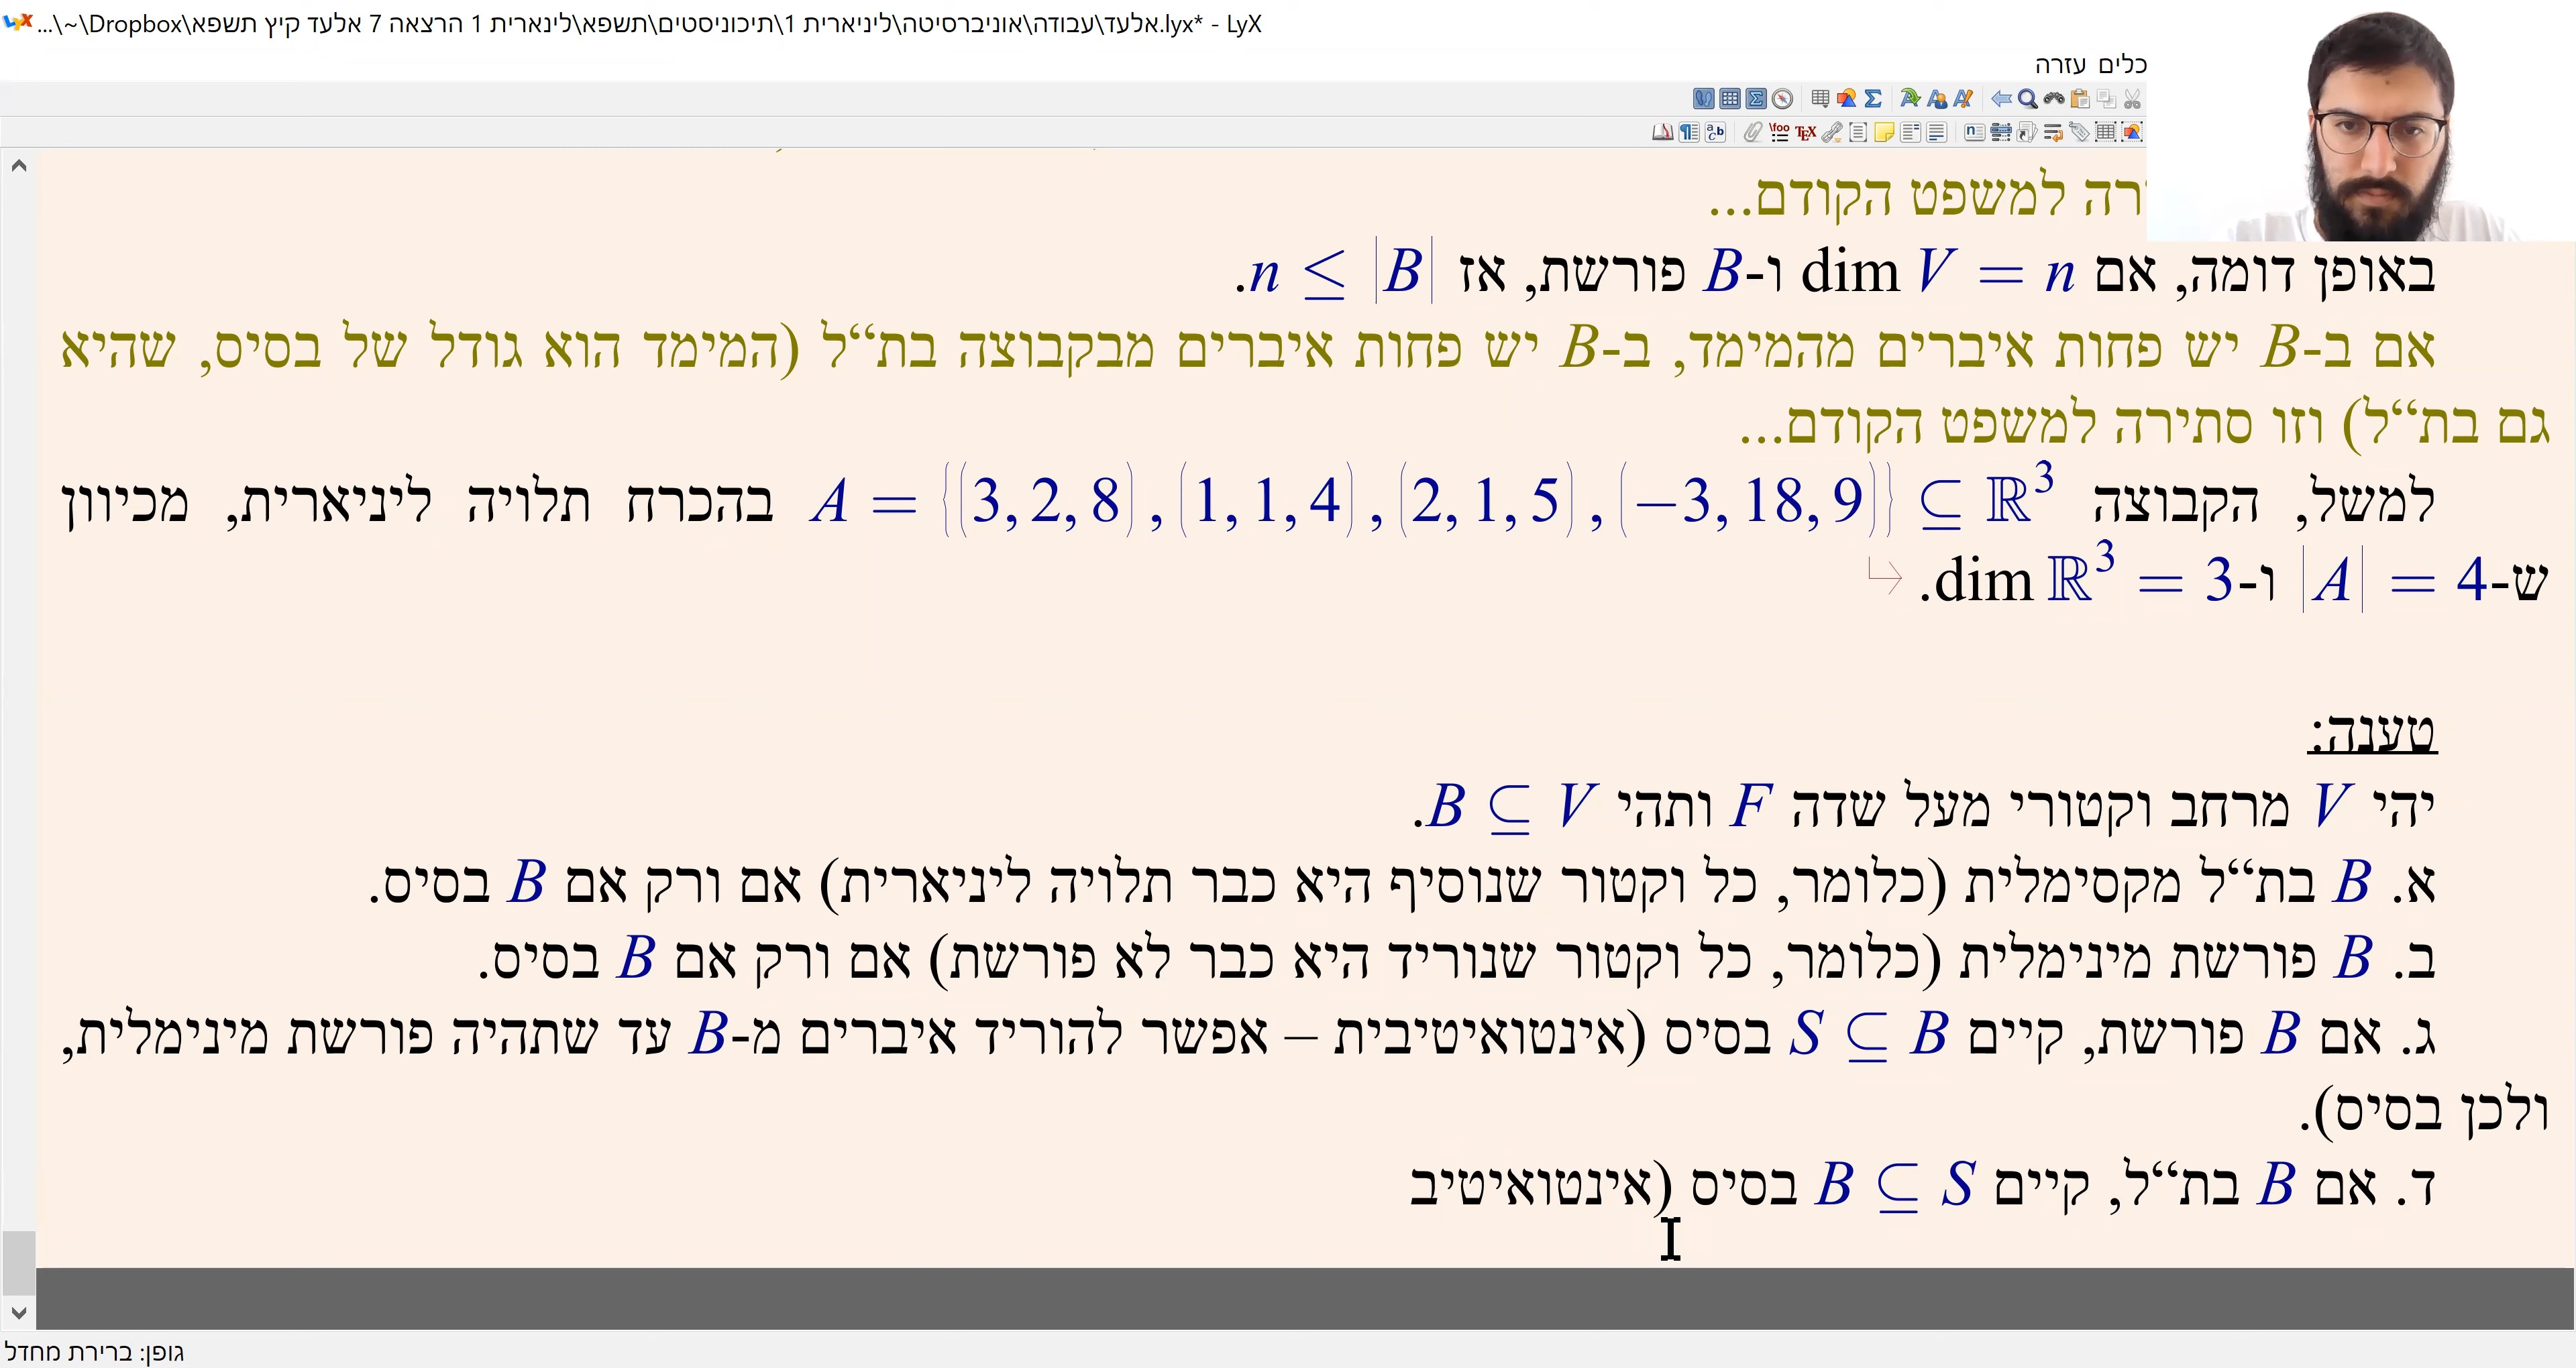 ...\~\Dropbox\אלעד\עבודה\אוניברסיטה\ליניארית 1\תיכוניסטים\תשפא\לינארית 1 הרצאה 7 אלעד קיץ תשפא.lyx* - LyX
כלים עזרה
רה למשפט הקודם...
באופן דומה, אם dim V = n ו-B פורשת, אז n ≤ |B|.
אם ב-B יש פחות איברים מהמימד, ב-B יש פחות איברים מבקבוצה בת“ל (המימד הוא גודל של בסיס, שהיא
גם בת“ל) וזו סתירה למשפט הקודם...
למשל, הקבוצה A = {(3, 2, 8), (1, 1, 4), (2, 1, 5), (−3, 18, 9)} ⊆ ℝ³ בהכרח תלויה ליניארית, מכיוון
ש-|A| = 4 ו-dim ℝ³ = 3.
טענה:
יהי V מרחב וקטורי מעל שדה F ותהי B ⊆ V.
א. B בת“ל מקסימלית (כלומר, כל וקטור שנוסיף היא כבר תלויה ליניארית) אם ורק אם B בסיס.
ב. B פורשת מינימלית (כלומר, כל וקטור שנוריד היא כבר לא פורשת) אם ורק אם B בסיס.
ג. אם B פורשת, קיים S ⊆ B בסיס (אינטואיטיבית – אפשר להוריד איברים מ-B עד שתהיה פורשת מינימלית,
ולכן בסיס).
ד. אם B בת“ל, קיים B ⊆ S בסיס (אינטואיטיב
גופן: ברירת מחדל